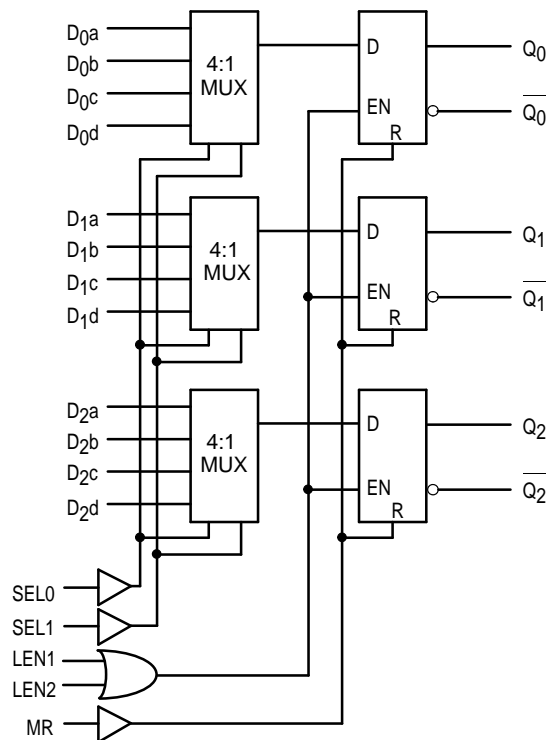 D0a
D0b
D0c
D0d
4:1
MUX
D
EN
R
Q0
Q0
D1a
D1b
D1c
D1d
4:1
MUX
D
EN
R
Q1
Q1
D2a
D2b
D2c
D2d
4:1
MUX
D
EN
R
Q2
Q2
SEL0
SEL1
LEN1
LEN2
MR